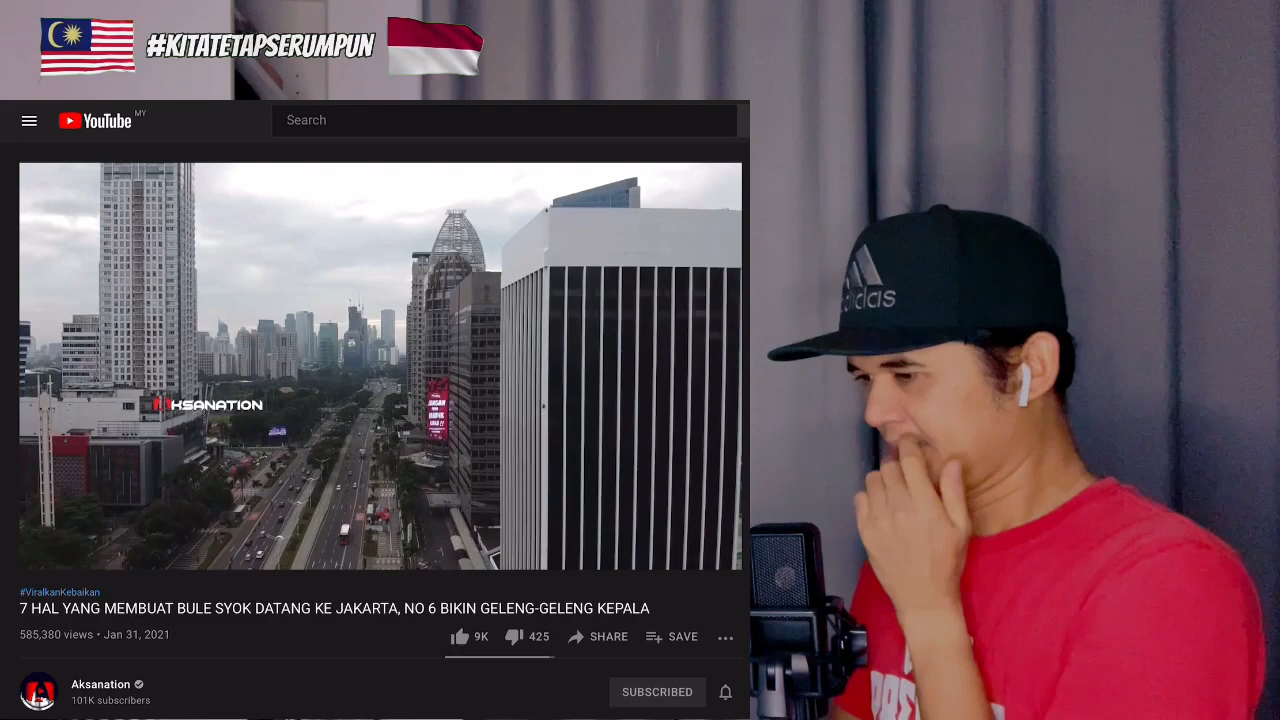 #KITATETAPSERUMPUN
YouTube MY
Search
AKSANATION
adidas
#ViralkanKebaikan
7 HAL YANG MEMBUAT BULE SYOK DATANG KE JAKARTA, NO 6 BIKIN GELENG-GELENG KEPALA
585,380 views • Jan 31, 2021
9K
425
SHARE
SAVE
Aksanation
101K subscribers
SUBSCRIBED